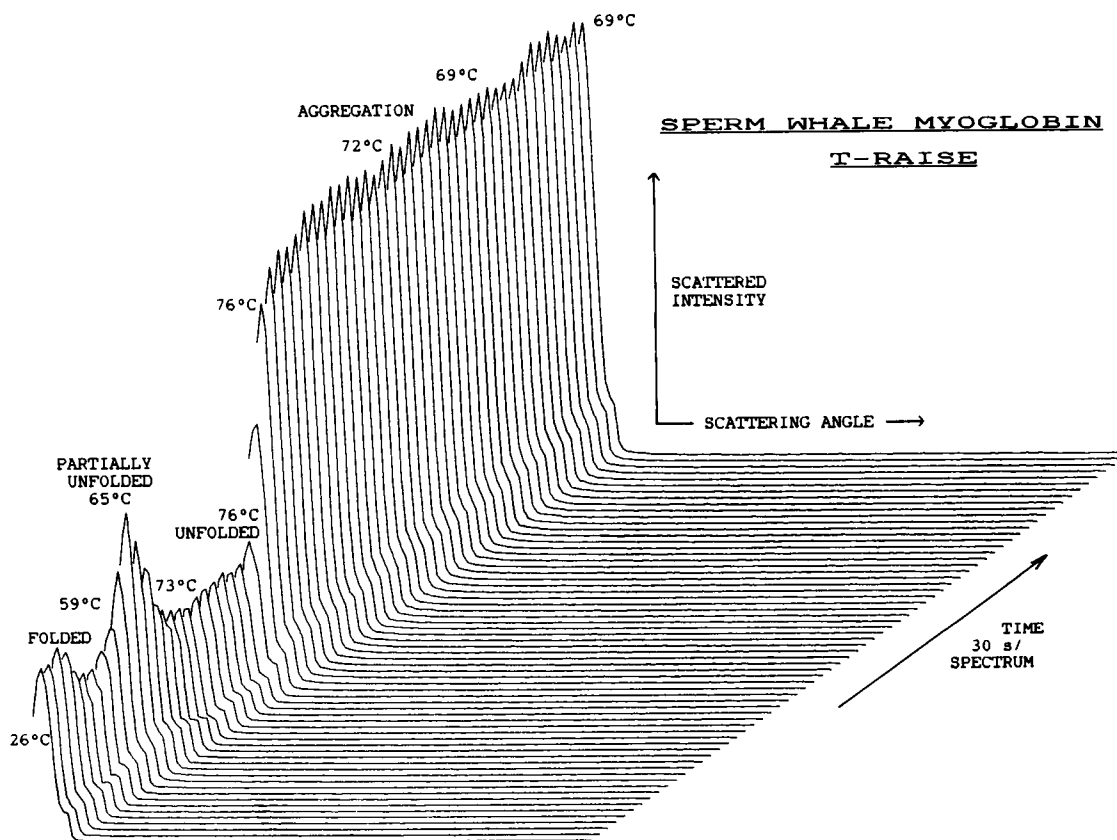 69°C
69°C
AGGREGATION
72°C
SPERM WHALE MYOGLOBIN
T-RAISE
76°C
SCATTERED
INTENSITY
SCATTERING ANGLE
PARTIALLY
UNFOLDED
65°C
76°C
UNFOLDED
73°C
59°C
FOLDED
26°C
TIME
30 s/
SPECTRUM